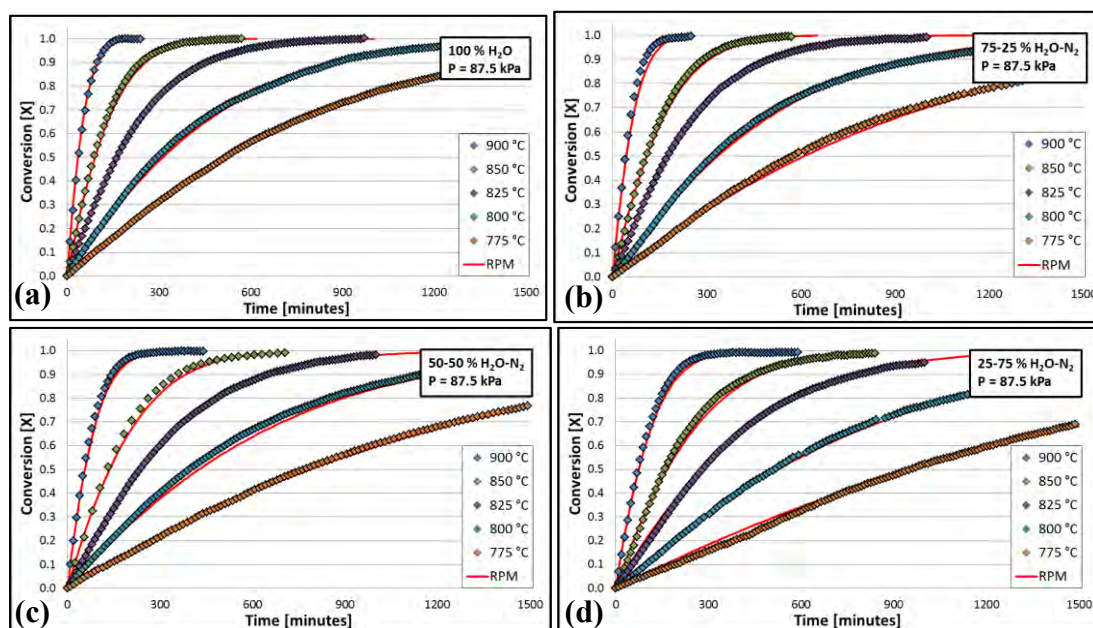 100 % H₂O
P = 87.5 kPa
Conversion [X]
1.0
0.9
0.8
0.7
0.6
0.5
0.4
0.3
0.2
0.1
0.0
900 °C
850 °C
825 °C
800 °C
775 °C
RPM
0 300 600 900 1200 1500
Time [minutes]
(a)
75-25 % H₂O-N₂
P = 87.5 kPa
Conversion [X]
1.0
0.9
0.8
0.7
0.6
0.5
0.4
0.3
0.2
0.1
0.0
900 °C
850 °C
825 °C
800 °C
775 °C
RPM
0 300 600 900 1200 1500
Time [minutes]
(b)
50-50 % H₂O-N₂
P = 87.5 kPa
Conversion [X]
1.0
0.9
0.8
0.7
0.6
0.5
0.4
0.3
0.2
0.1
0.0
900 °C
850 °C
825 °C
800 °C
775 °C
RPM
0 300 600 900 1200 1500
Time [minutes]
(c)
25-75 % H₂O-N₂
P = 87.5 kPa
Conversion [X]
1.0
0.9
0.8
0.7
0.6
0.5
0.4
0.3
0.2
0.1
0.0
900 °C
850 °C
825 °C
800 °C
775 °C
RPM
0 300 600 900 1200 1500
Time [minutes]
(d)